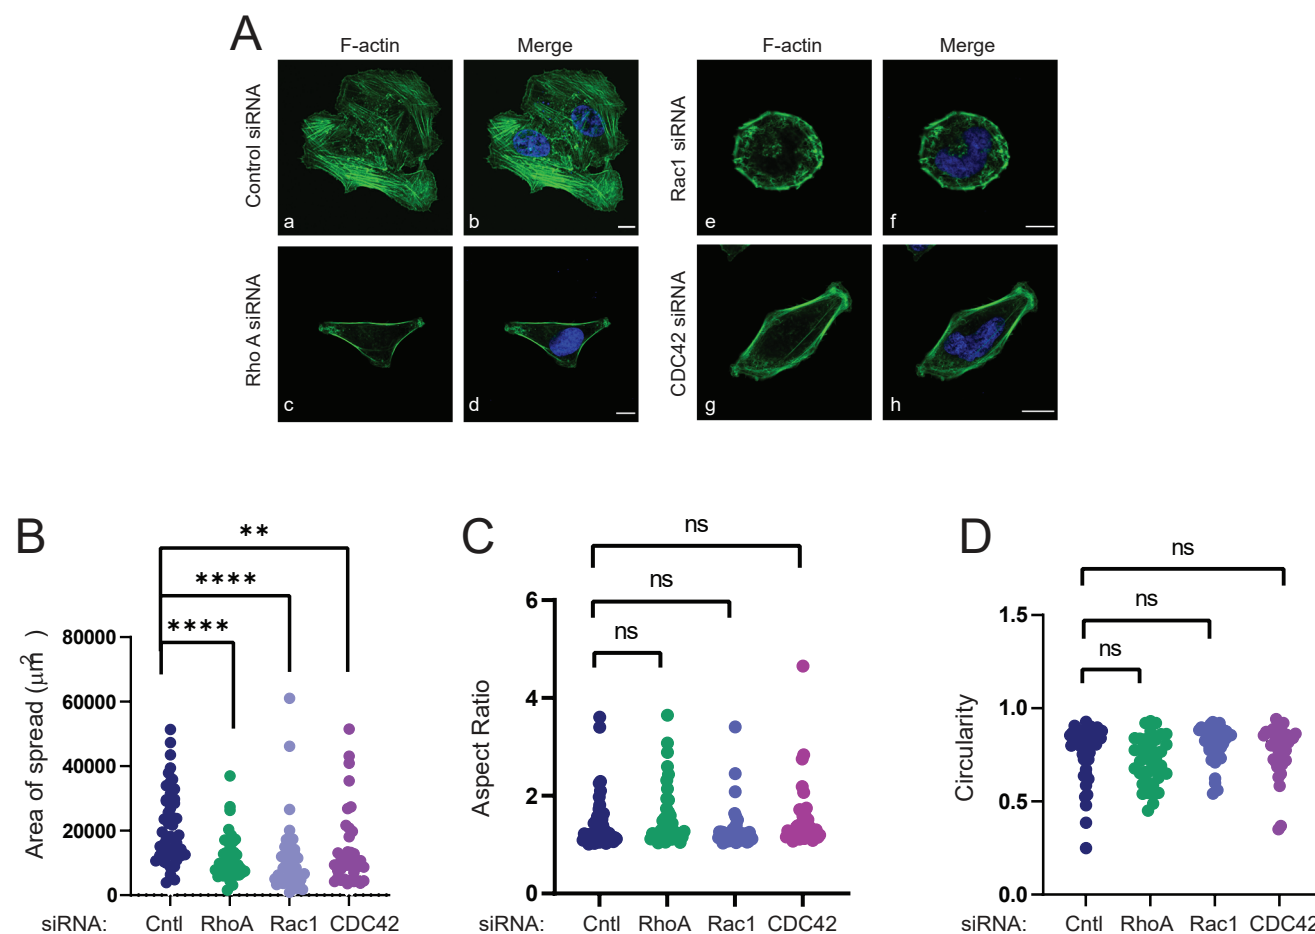 A
F-actin
Merge
F-actin
Merge
Control siRNA
a
b
Rac1 siRNA
e
f
Rho A siRNA
c
d
CDC42 siRNA
g
h
B
**
****
****
Area of spread (µm2)
80000
60000
40000
20000
0
siRNA: Cntl RhoA Rac1 CDC42
C
ns
ns
ns
Aspect Ratio
6
4
2
0
siRNA: Cntl RhoA Rac1 CDC42
D
ns
ns
ns
Circularity
1.5
1.0
0.5
0.0
siRNA: Cntl RhoA Rac1 CDC42